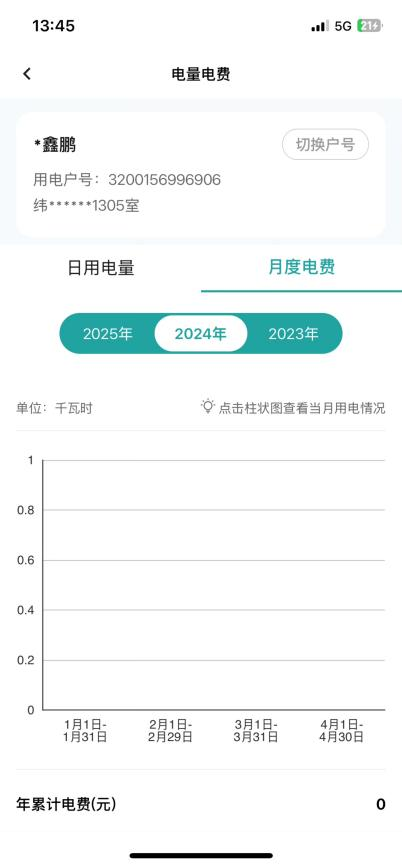 13:45
5G 21
电量电费
*鑫鹏
切换户号
用电户号：3200156996906
纬******1305室
日用电量
月度电费
2025年
2024年
2023年
单位：千瓦时
点击柱状图查看当月用电情况
1
0.8
0.6
0.4
0.2
0
1月1日-
1月31日
2月1日-
2月29日
3月1日-
3月31日
4月1日-
4月30日
年累计电费(元)
0